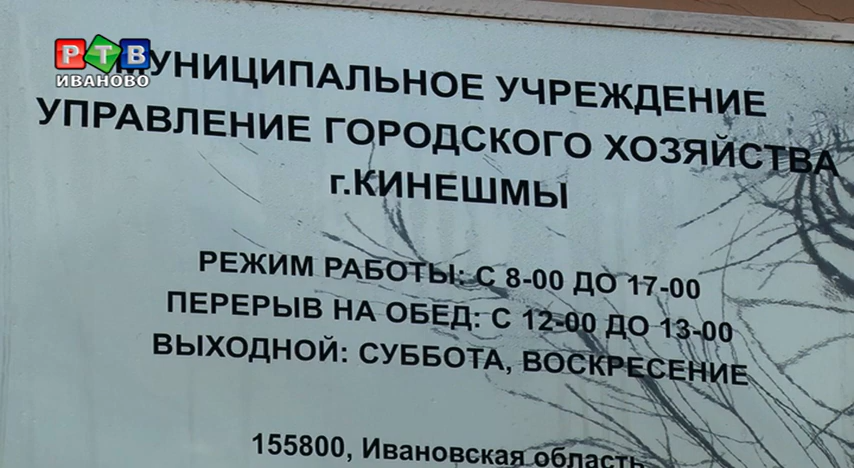 РТВ
ИВАНОВО
МУНИЦИПАЛЬНОЕ УЧРЕЖДЕНИЕ
УПРАВЛЕНИЕ ГОРОДСКОГО ХОЗЯЙСТВА
г.КИНЕШМЫ
РЕЖИМ РАБОТЫ: С 8-00 ДО 17-00
ПЕРЕРЫВ НА ОБЕД: С 12-00 ДО 13-00
ВЫХОДНОЙ: СУББОТА, ВОСКРЕСЕНИЕ
155800, Ивановская область